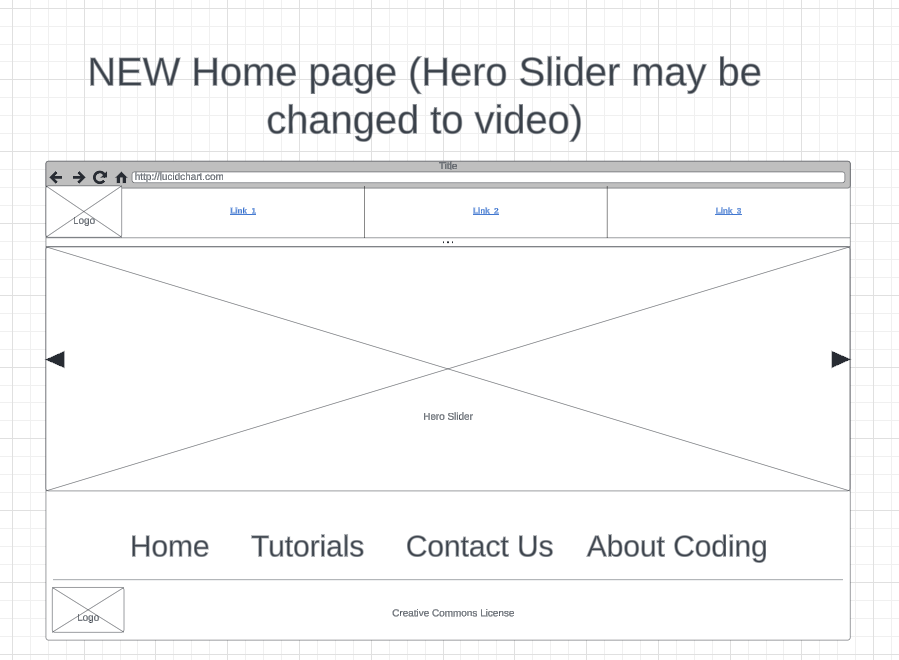 NEW Home page (Hero Slider may be
changed to video)
Title
http://lucidchart.com
Logo
Link 1
Link 2
Link 3
...
Hero Slider
Home Tutorials Contact Us About Coding
Logo
Creative Commons License